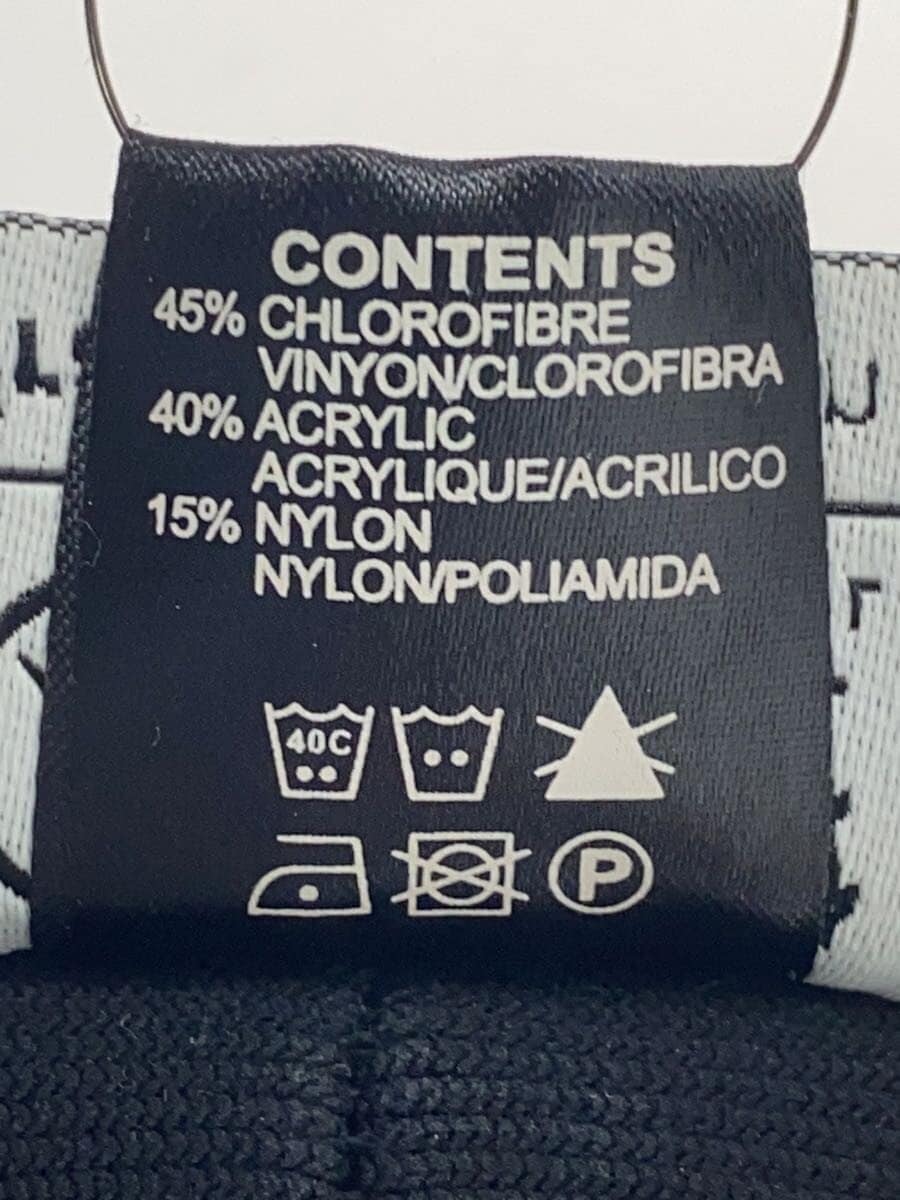 CONTENTS
45% CHLOROFIBRE
VINYON/CLOROFIBRA
40% ACRYLIC
ACRYLIQUE/ACRILICO
15% NYLON
NYLON/POLIAMIDA
40C
P